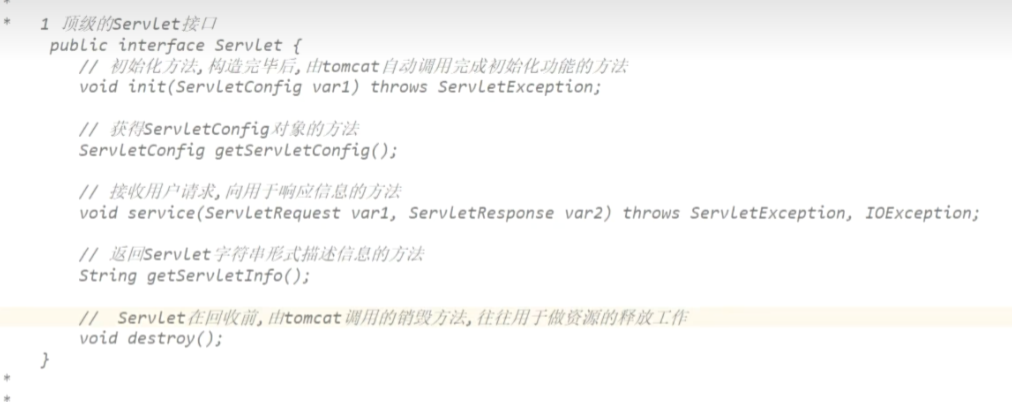 *
* 1 顶级的Servlet接口
public interface Servlet {
// 初始化方法,构造完毕后,由tomcat自动调用完成初始化功能的方法
void init(ServletConfig var1) throws ServletException;
// 获得ServletConfig对象的方法
ServletConfig getServletConfig();
// 接收用户请求,向用于响应信息的方法
void service(ServletRequest var1, ServletResponse var2) throws ServletException, IOException;
// 返回Servlet字符串形式描述信息的方法
String getServletInfo();
// Servlet在回收前,由tomcat调用的销毁方法,往往用于做资源的释放工作
void destroy();
}
*
*